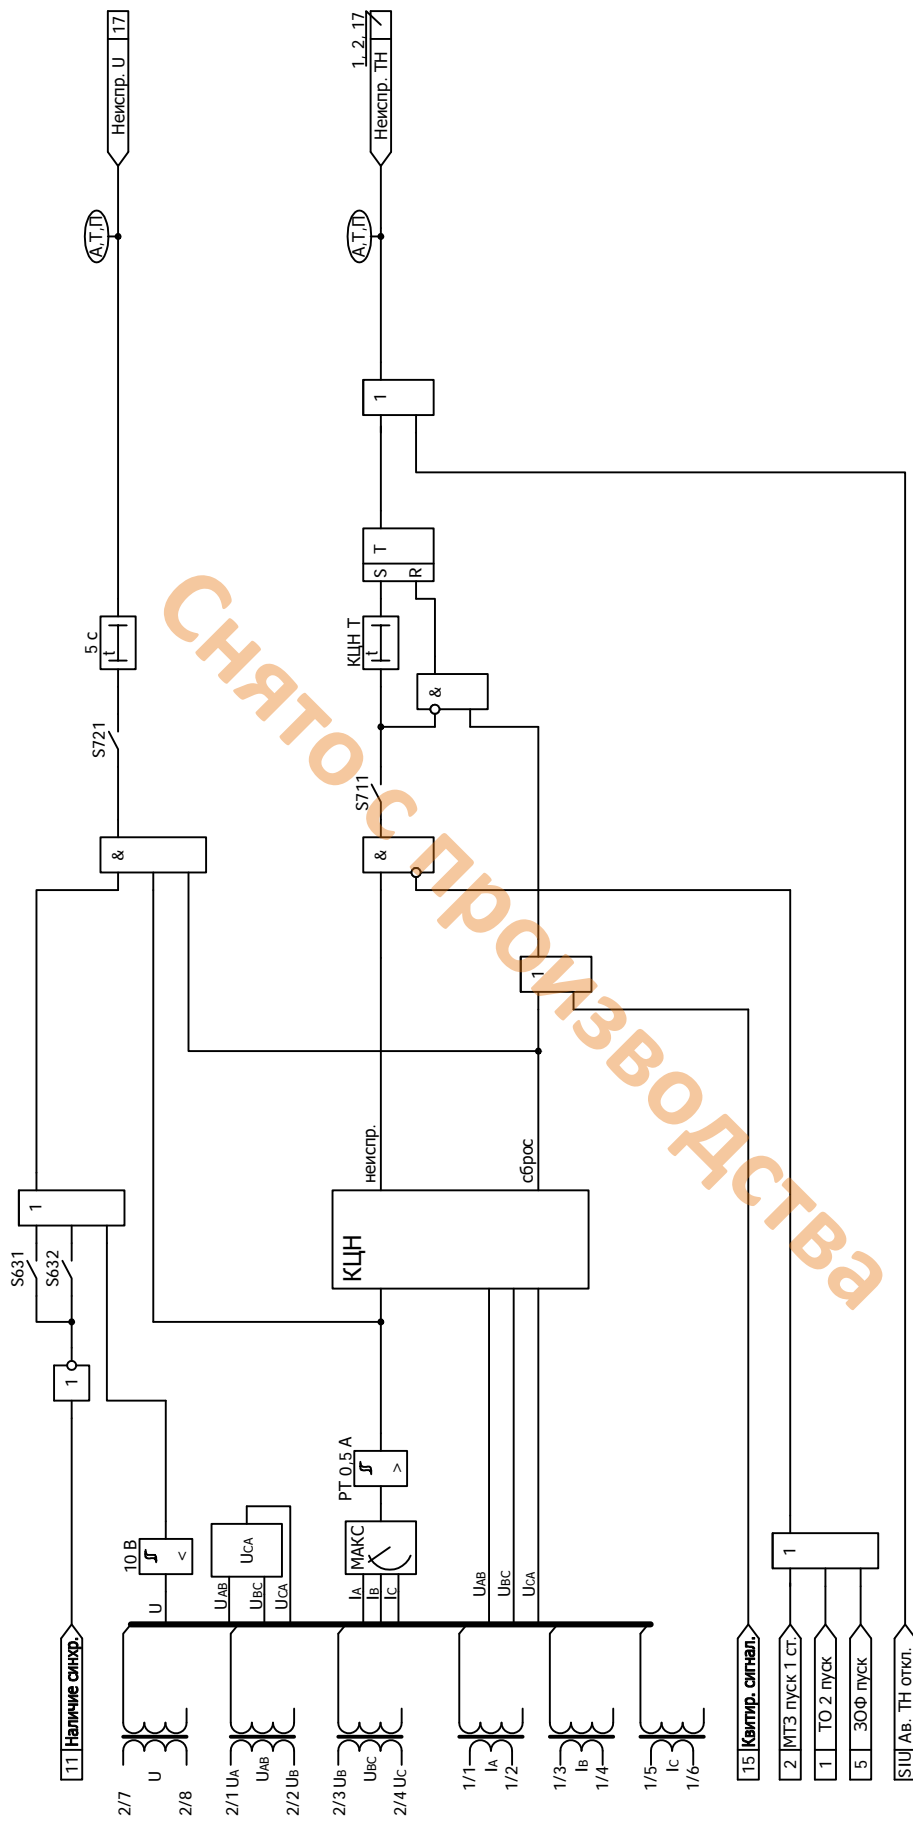 11 Наличие синхр.
2/7
U
2/8
2/1 UA
UAB
2/2 UB
2/3 UB
UBC
2/4 UC
1/1
IA
1/2
1/3
IB
1/4
1/5
IC
1/6
15 Квитир. сигнал.
2 МТЗ пуск 1 ст.
1 ТО 2 пуск
5 ЗОФ пуск
SIU Ав. ТН откл.
U
10 В
<
UAB
UBC
UCA
UCA
IA
IB
IC
МАКС
РТ 0,5 А
>
UAB
UBC
UCA
1
1
S631
S632
1
КЦН
неиспр.
сброс
1
&
S721
5 с
t
&
S711
&
КЦН Т
t
S
R
T
1
А,Т,П
Неиспр. U 17
А,Т,П
Неиспр. ТН
1, 2, 17
Снято с производства